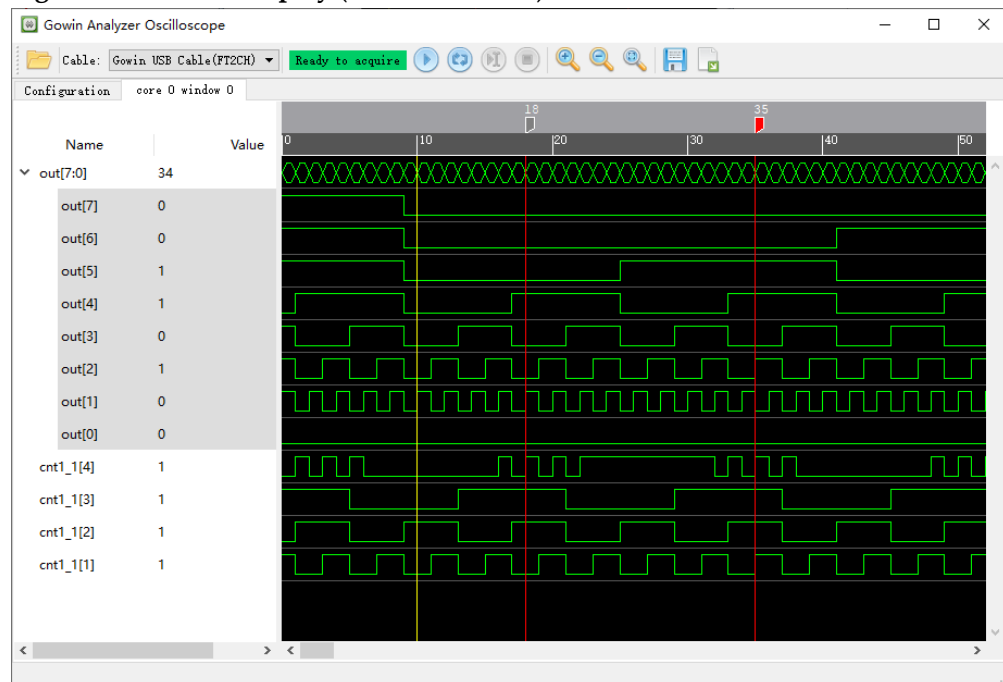 Gowin Analyzer Oscilloscope
Cable: Gowin USB Cable(FT2CH) Ready to acquire
Configuration core 0 window 0
18 35
Name Value 0 10 20 30 40 50
out[7:0] 34
out[7] 0
out[6] 0
out[5] 1
out[4] 1
out[3] 0
out[2] 1
out[1] 0
out[0] 0
cnt1_1[4] 1
cnt1_1[3] 1
cnt1_1[2] 1
cnt1_1[1] 1